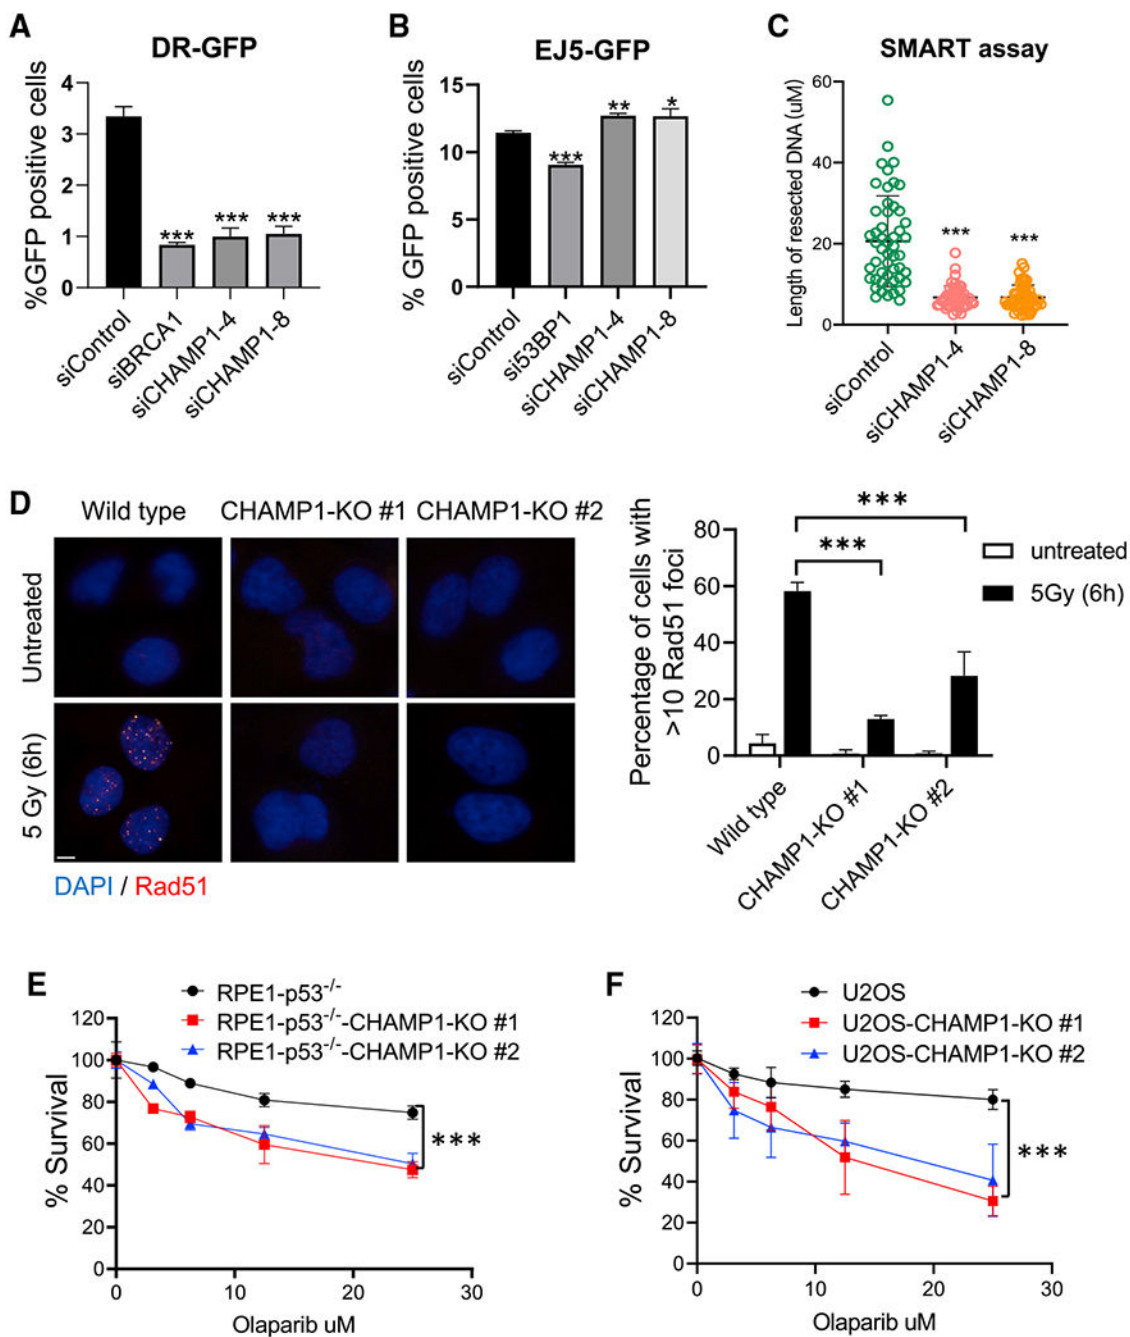 A
DR-GFP
%GFP positive cells
4
3
2
1
0
***
***
***
siControl
siBRCA1
siCHAMP1-4
siCHAMP1-8
B
EJ5-GFP
% GFP positive cells
15
10
5
0
***
**
*
siControl
si53BP1
siCHAMP1-4
siCHAMP1-8
C
SMART assay
Length of resected DNA (uM)
60
40
20
0
***
***
siControl
siCHAMP1-4
siCHAMP1-8
D
Wild type
CHAMP1-KO #1
CHAMP1-KO #2
Untreated
5 Gy (6h)
DAPI / Rad51
Percentage of cells with
>10 Rad51 foci
80
60
40
20
0
***
***
untreated
5Gy (6h)
Wild type
CHAMP1-KO #1
CHAMP1-KO #2
E
RPE1-p53-/-
RPE1-p53-/--CHAMP1-KO #1
RPE1-p53-/--CHAMP1-KO #2
% Survival
120
100
80
60
40
20
0
***
0
10
20
30
Olaparib uM
F
U2OS
U2OS-CHAMP1-KO #1
U2OS-CHAMP1-KO #2
% Survival
120
100
80
60
40
20
0
***
0
10
20
30
Olaparib uM